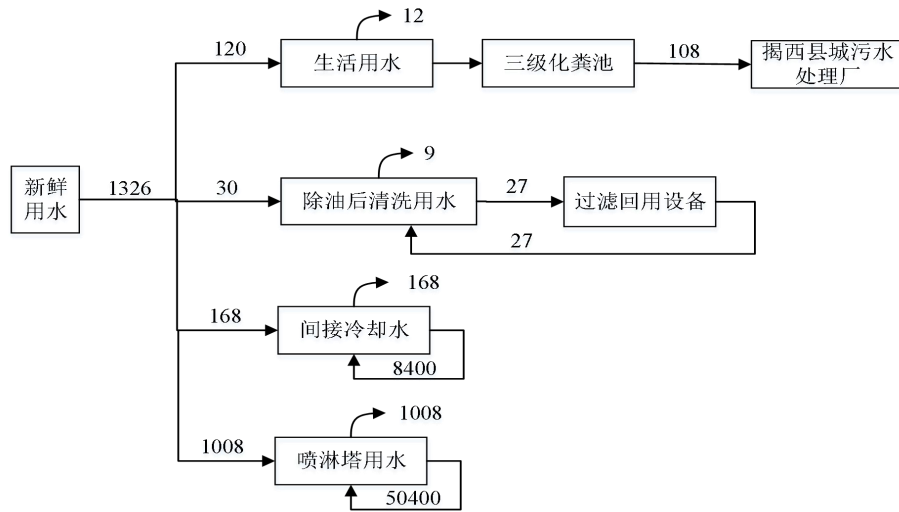 12
120
生活用水
三级化粪池
108
揭西县城污水
处理厂
9
新鲜
用水
1326
30
除油后清洗用水
27
过滤回用设备
27
168
168
间接冷却水
8400
1008
1008
喷淋塔用水
50400